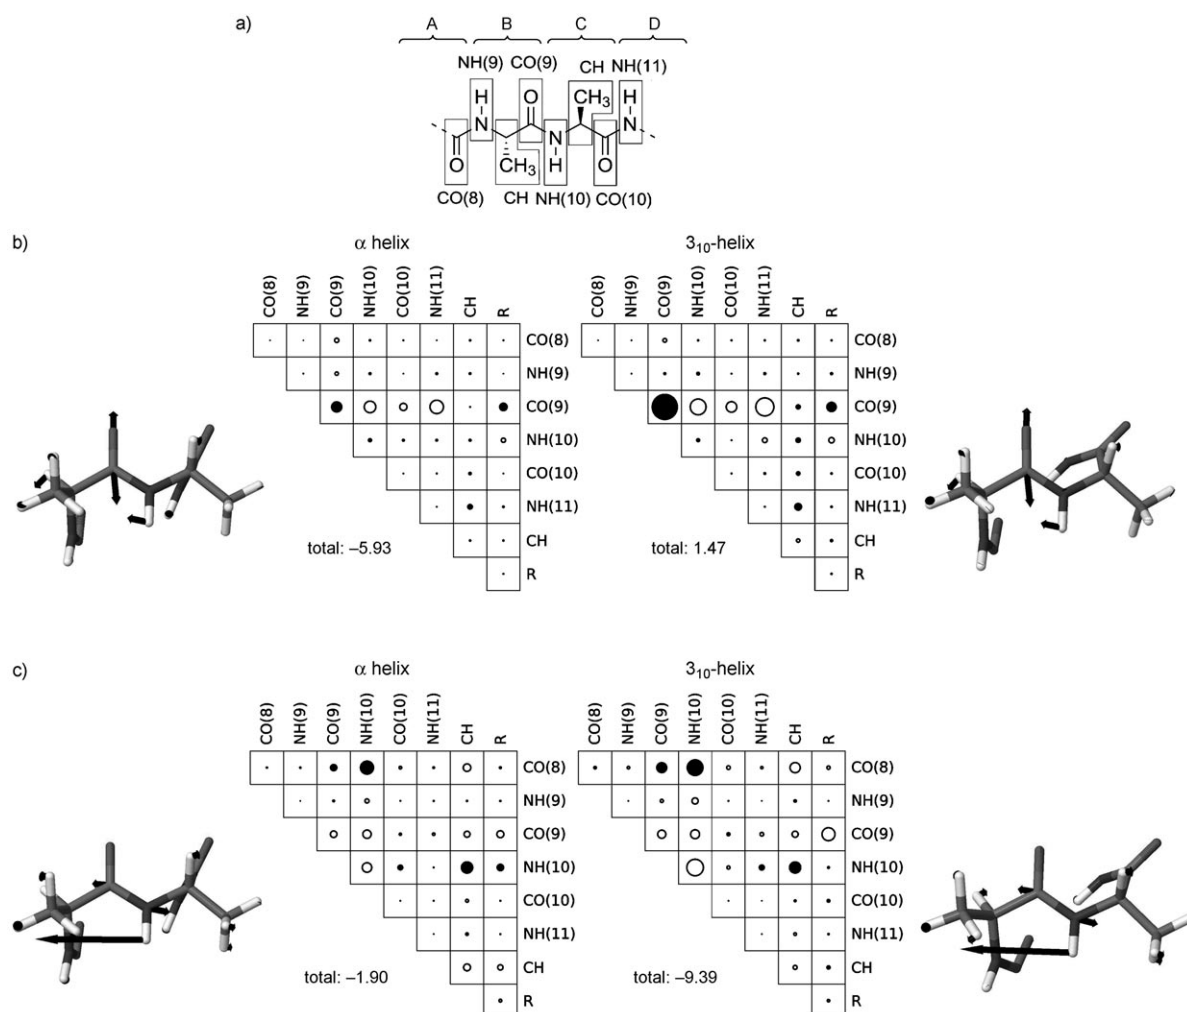 a)
A B C D
NH(9) CO(9) CH NH(11)
H O CH₃ H
N N N
O CH₃ H O
CO(8) CH NH(10) CO(10)
b)
α helix
3₁₀-helix
CO(8) NH(9) CO(9) NH(10) CO(10) NH(11) CH R
CO(8) NH(9) CO(9) NH(10) CO(10) NH(11) CH R
CO(8) CO(8)
NH(9) NH(9)
CO(9) CO(9)
NH(10) NH(10)
CO(10) CO(10)
NH(11) NH(11)
total: –5.93 CH total: 1.47 CH
R R
c)
α helix
3₁₀-helix
CO(8) NH(9) CO(9) NH(10) CO(10) NH(11) CH R
CO(8) NH(9) CO(9) NH(10) CO(10) NH(11) CH R
CO(8) CO(8)
NH(9) NH(9)
CO(9) CO(9)
NH(10) NH(10)
CO(10) CO(10)
NH(11) NH(11)
total: –1.90 CH total: –9.39 CH
R R